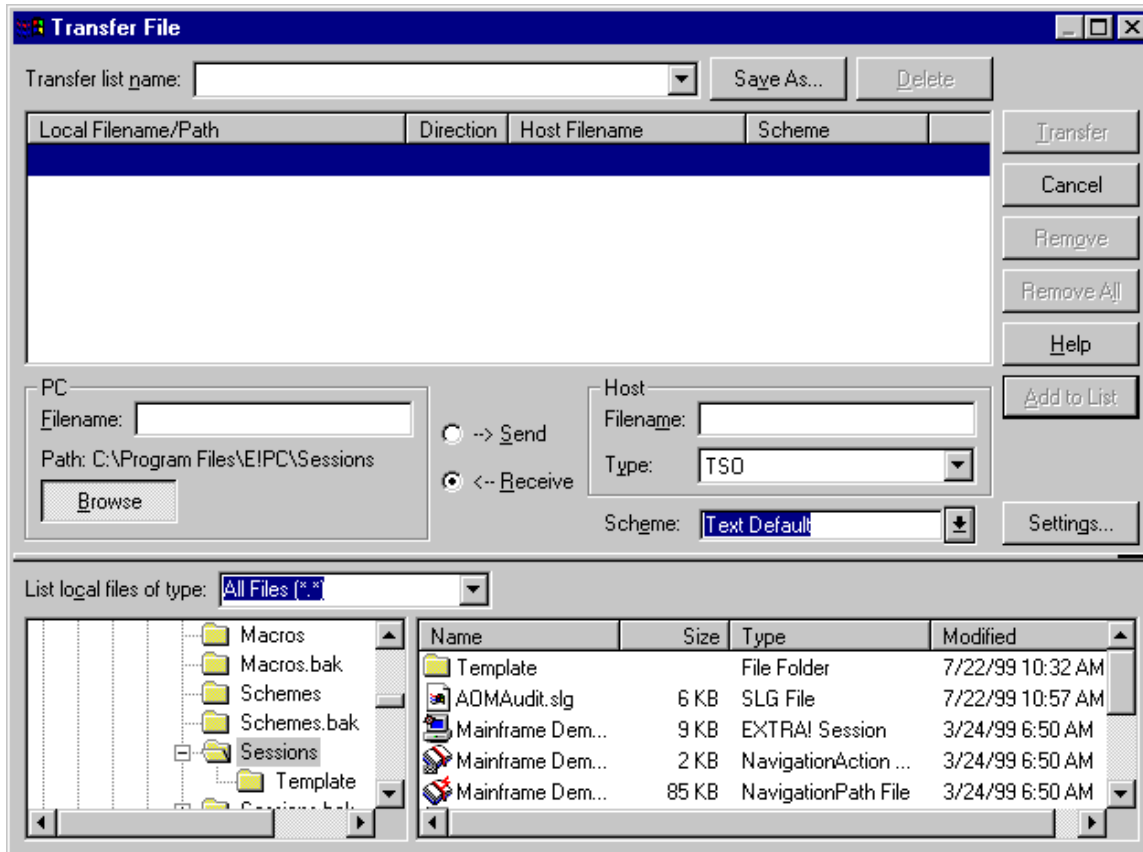 Transfer File
Transfer list name:
Save As...
Delete
Local Filename/Path
Direction
Host Filename
Scheme
Transfer
Cancel
Remove
Remove All
Help
Add to List
PC
Filename:
Path: C:\Program Files\E!PC\Sessions
Browse
--> Send
<-- Receive
Host
Filename:
Type: TSO
Scheme: Text Default
Settings...
List local files of type: All Files (*.*)
Macros
Macros.bak
Schemes
Schemes.bak
Sessions
Template
Sessions.bak
Name Size Type Modified
Template File Folder 7/22/99 10:32 AM
AOMAudit.slg 6 KB SLG File 7/22/99 10:57 AM
Mainframe Dem... 9 KB EXTRA! Session 3/24/99 6:50 AM
Mainframe Dem... 2 KB NavigationAction ... 3/24/99 6:50 AM
Mainframe Dem... 85 KB NavigationPath File 3/24/99 6:50 AM